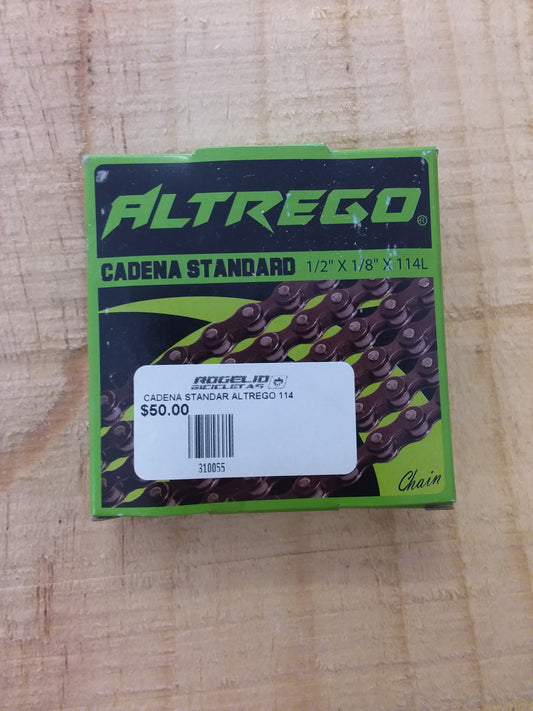 ALTREGO®
CADENA STANDARD 1/2" X 1/8" X 114L
ROGELIO
BICICLETAS
CADENA STANDAR ALTREGO 114
$50.00
310055
Chain